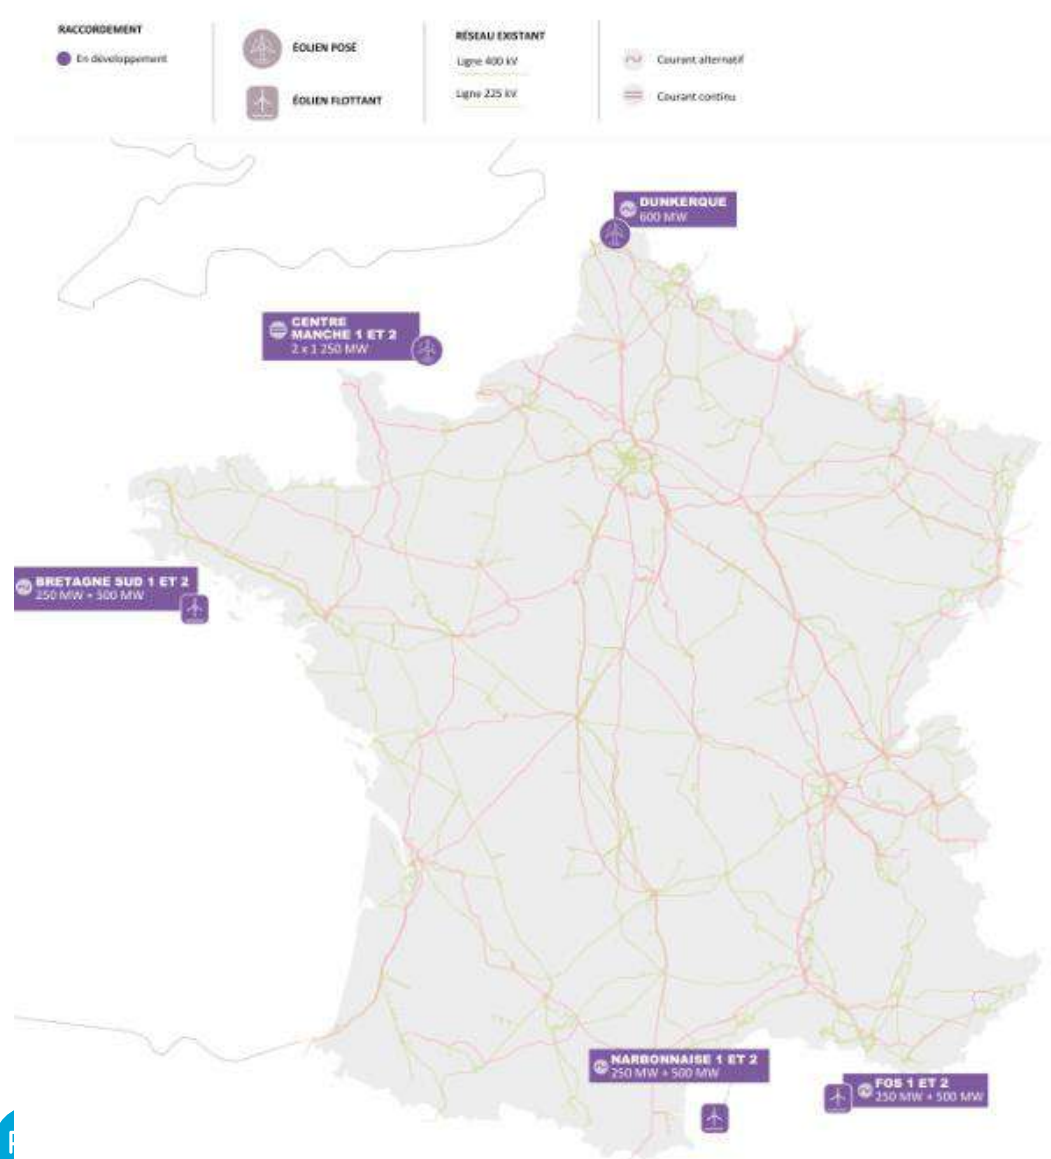 RACCORDEMENT
En développement
ÉOLIEN POSÉ
ÉOLIEN FLOTTANT
RÉSEAU EXISTANT
Ligne 400 kV
Ligne 225 kV
Courant alternatif
Courant continu
DUNKERQUE
600 MW
CENTRE
MANCHE 1 ET 2
2 x 1 250 MW
BRETAGNE SUD 1 ET 2
250 MW + 500 MW
NARBONNAISE 1 ET 2
250 MW + 500 MW
FOS 1 ET 2
250 MW + 500 MW